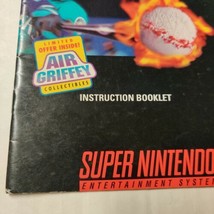 LIMITED
OFFER INSIDE!
AIR
GRIFFEY
COLLECTIBLES
INSTRUCTION BOOKLET
SUPER NINTENDO
ENTERTAINMENT SYSTEM